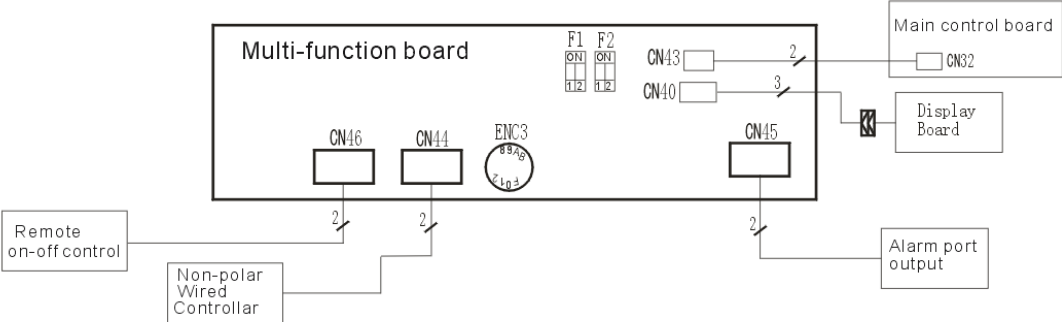 Multi-function board
F1 F2
ON ON
1 2 1 2
CN43
2
Main control board
CN32
CN40
3
Display
Board
CN46
CN44
ENC3
89AB
F012
CN45
2
2
2
Remote
on-off control
Non-polar
Wired
Controllar
Alarm port
output